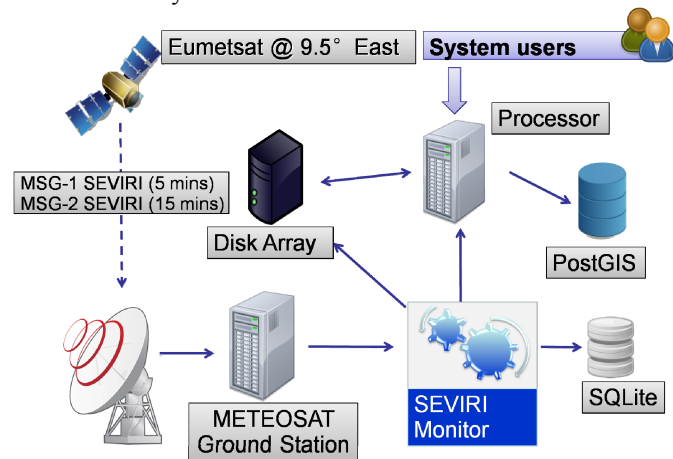 Eumetsat @ 9.5° East
System users
Processor
MSG-1 SEVIRI (5 mins)
MSG-2 SEVIRI (15 mins)
Disk Array
PostGIS
METEOSAT
Ground Station
SEVIRI
Monitor
SQLite